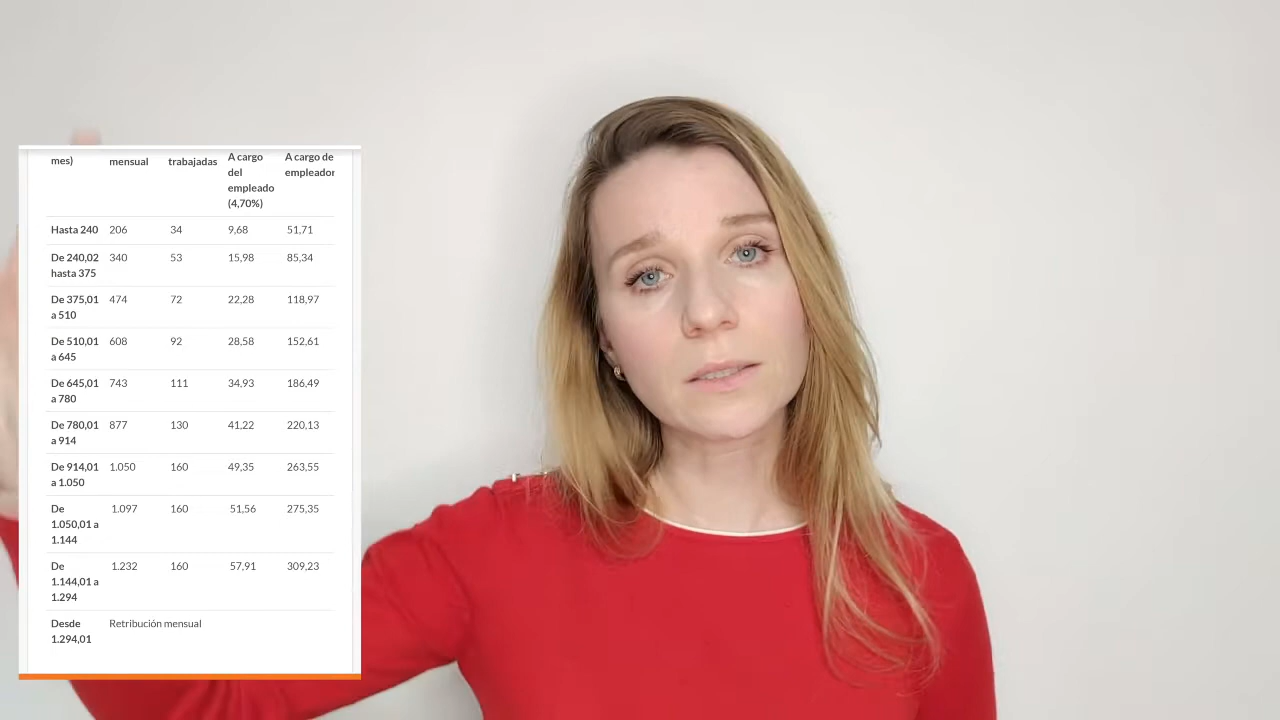 mes) mensual trabajadas A cargo A cargo de
del empleador
empleado
(4,70%)
Hasta 240 206 34 9,68 51,71
De 240,02 340 53 15,98 85,34
hasta 375
De 375,01 474 72 22,28 118,97
a 510
De 510,01 608 92 28,58 152,61
a 645
De 645,01 743 111 34,93 186,49
a 780
De 780,01 877 130 41,22 220,13
a 914
De 914,01 1.050 160 49,35 263,55
a 1.050
De 1.097 160 51,56 275,35
1.050,01 a
1.144
De 1.232 160 57,91 309,23
1.144,01 a
1.294
Desde Retribución mensual
1.294,01